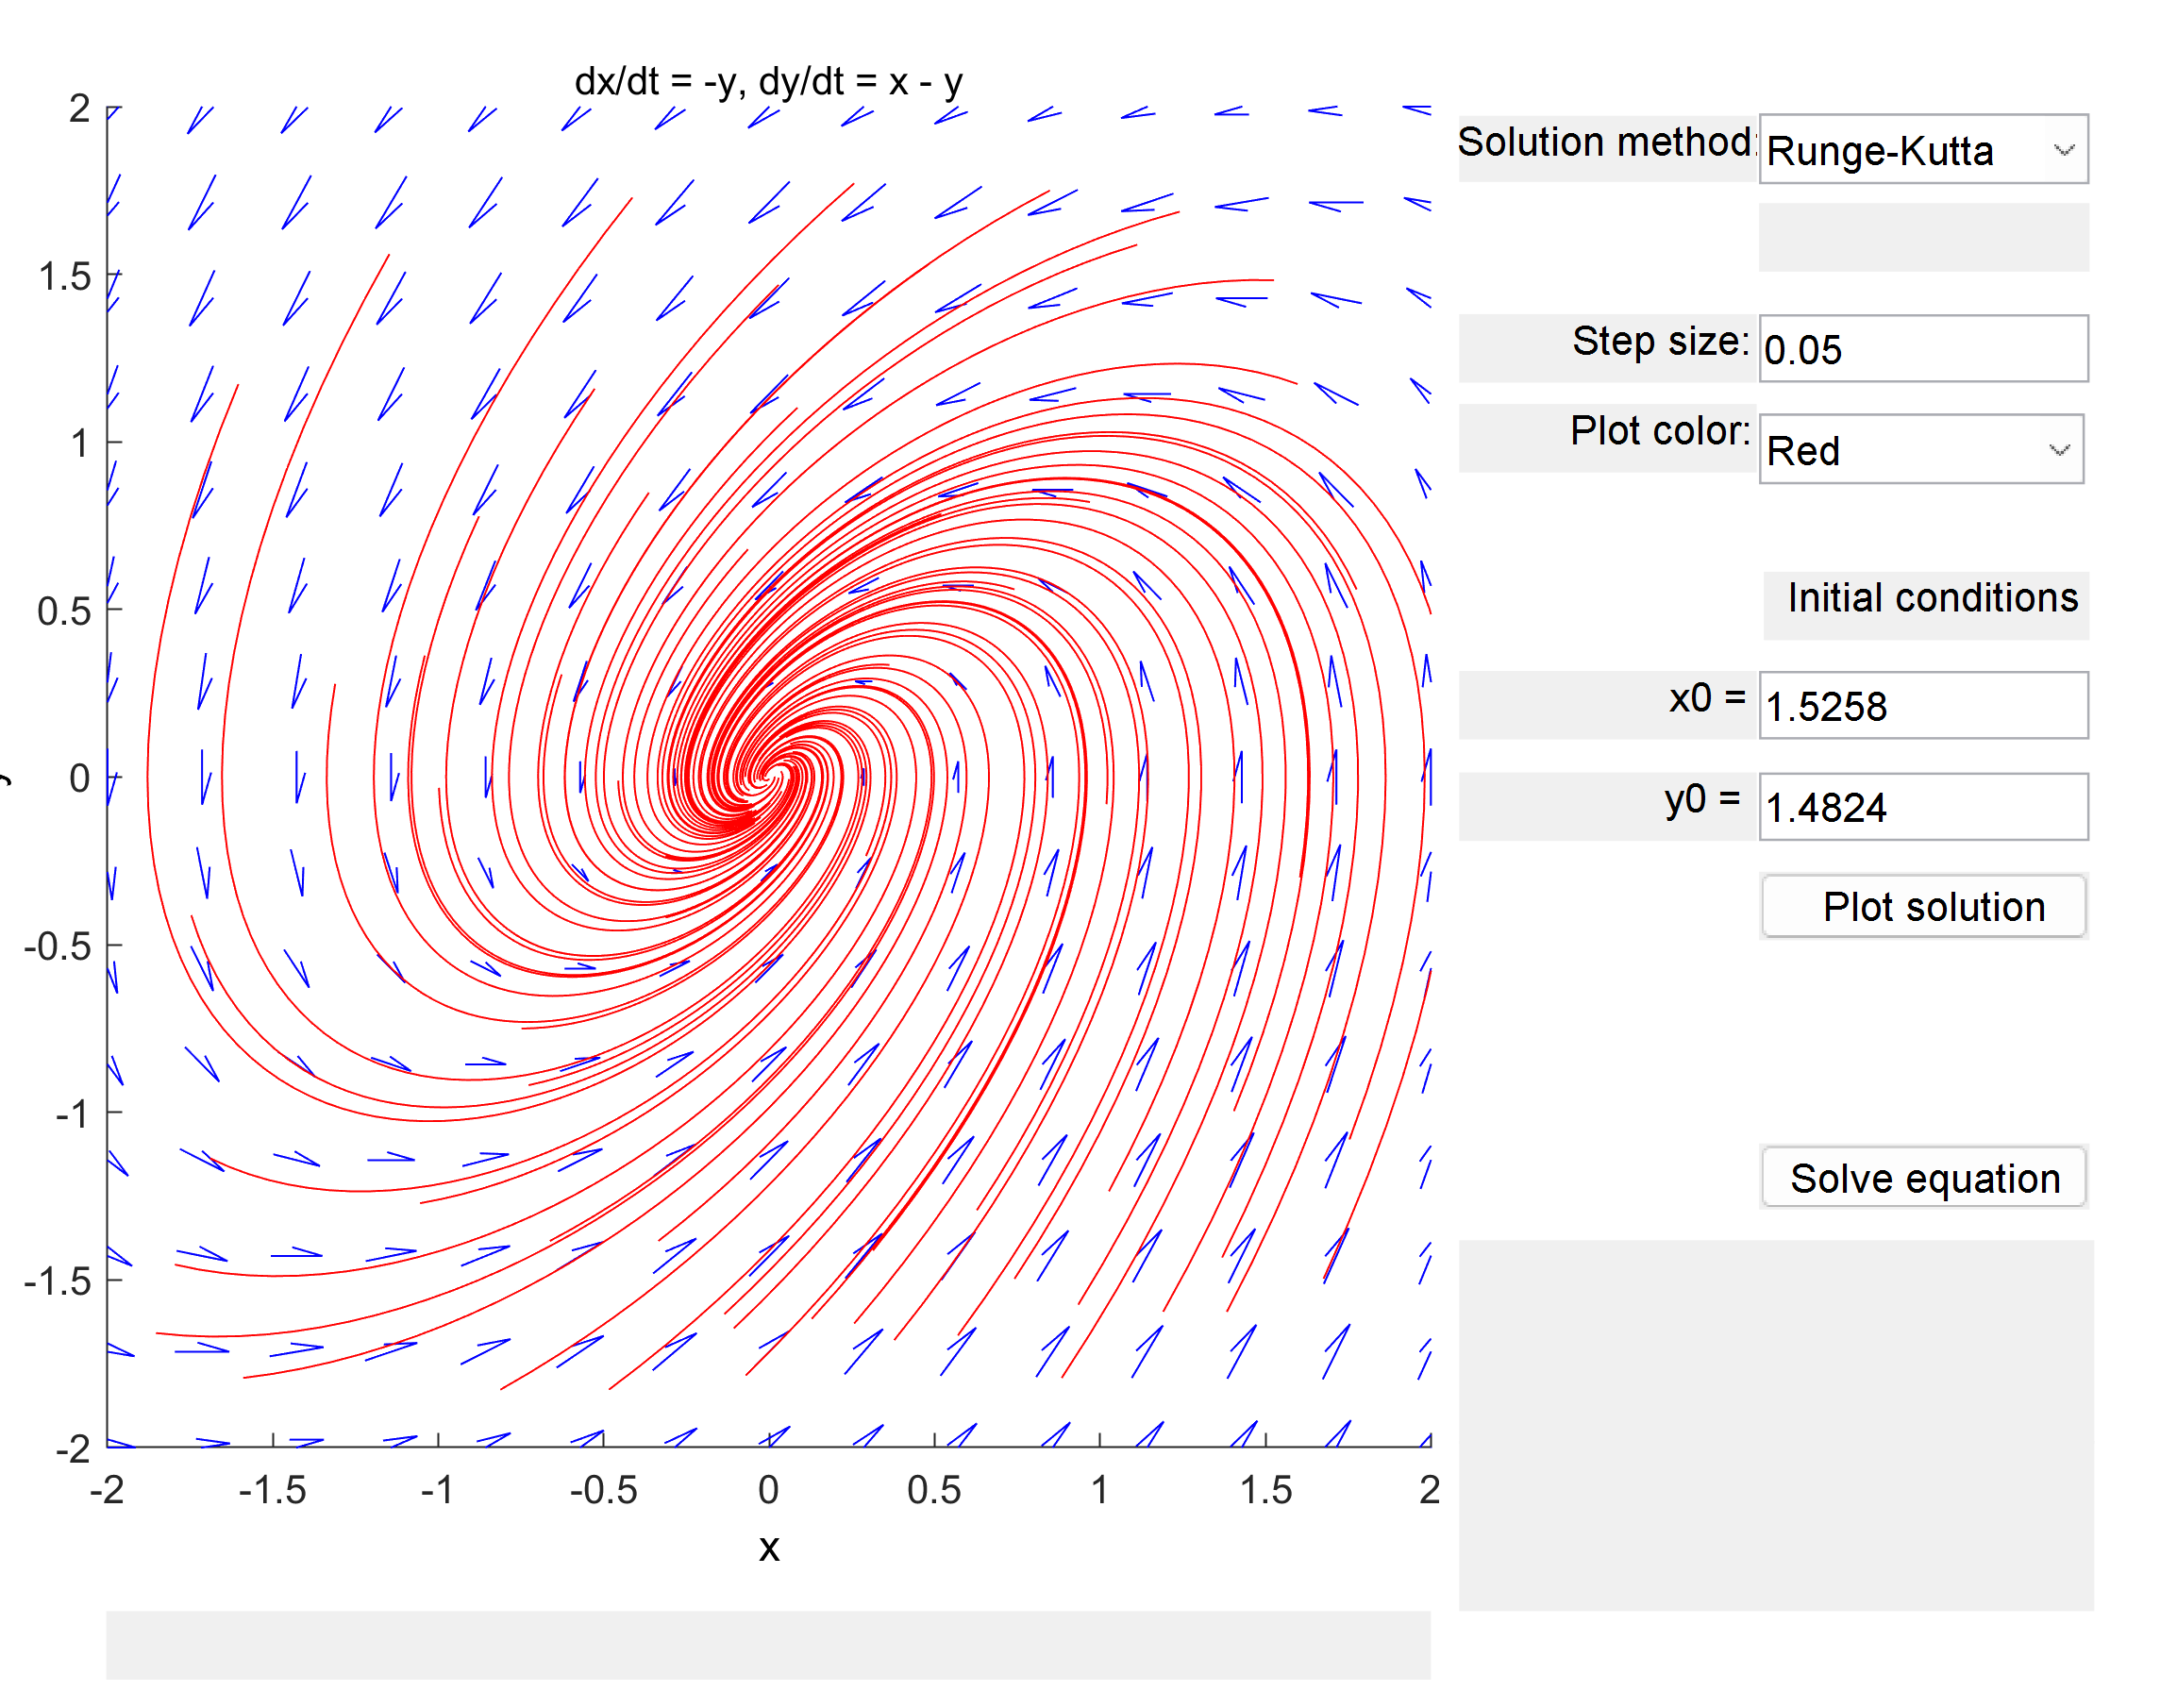 dx/dt = -y, dy/dt = x - y
2
1.5
1
0.5
0
-0.5
-1
-1.5
-2
-2 -1.5 -1 -0.5 0 0.5 1 1.5 2
x
Solution method: Runge-Kutta
Step size: 0.05
Plot color: Red
Initial conditions
x0 = 1.5258
y0 = 1.4824
Plot solution
Solve equation